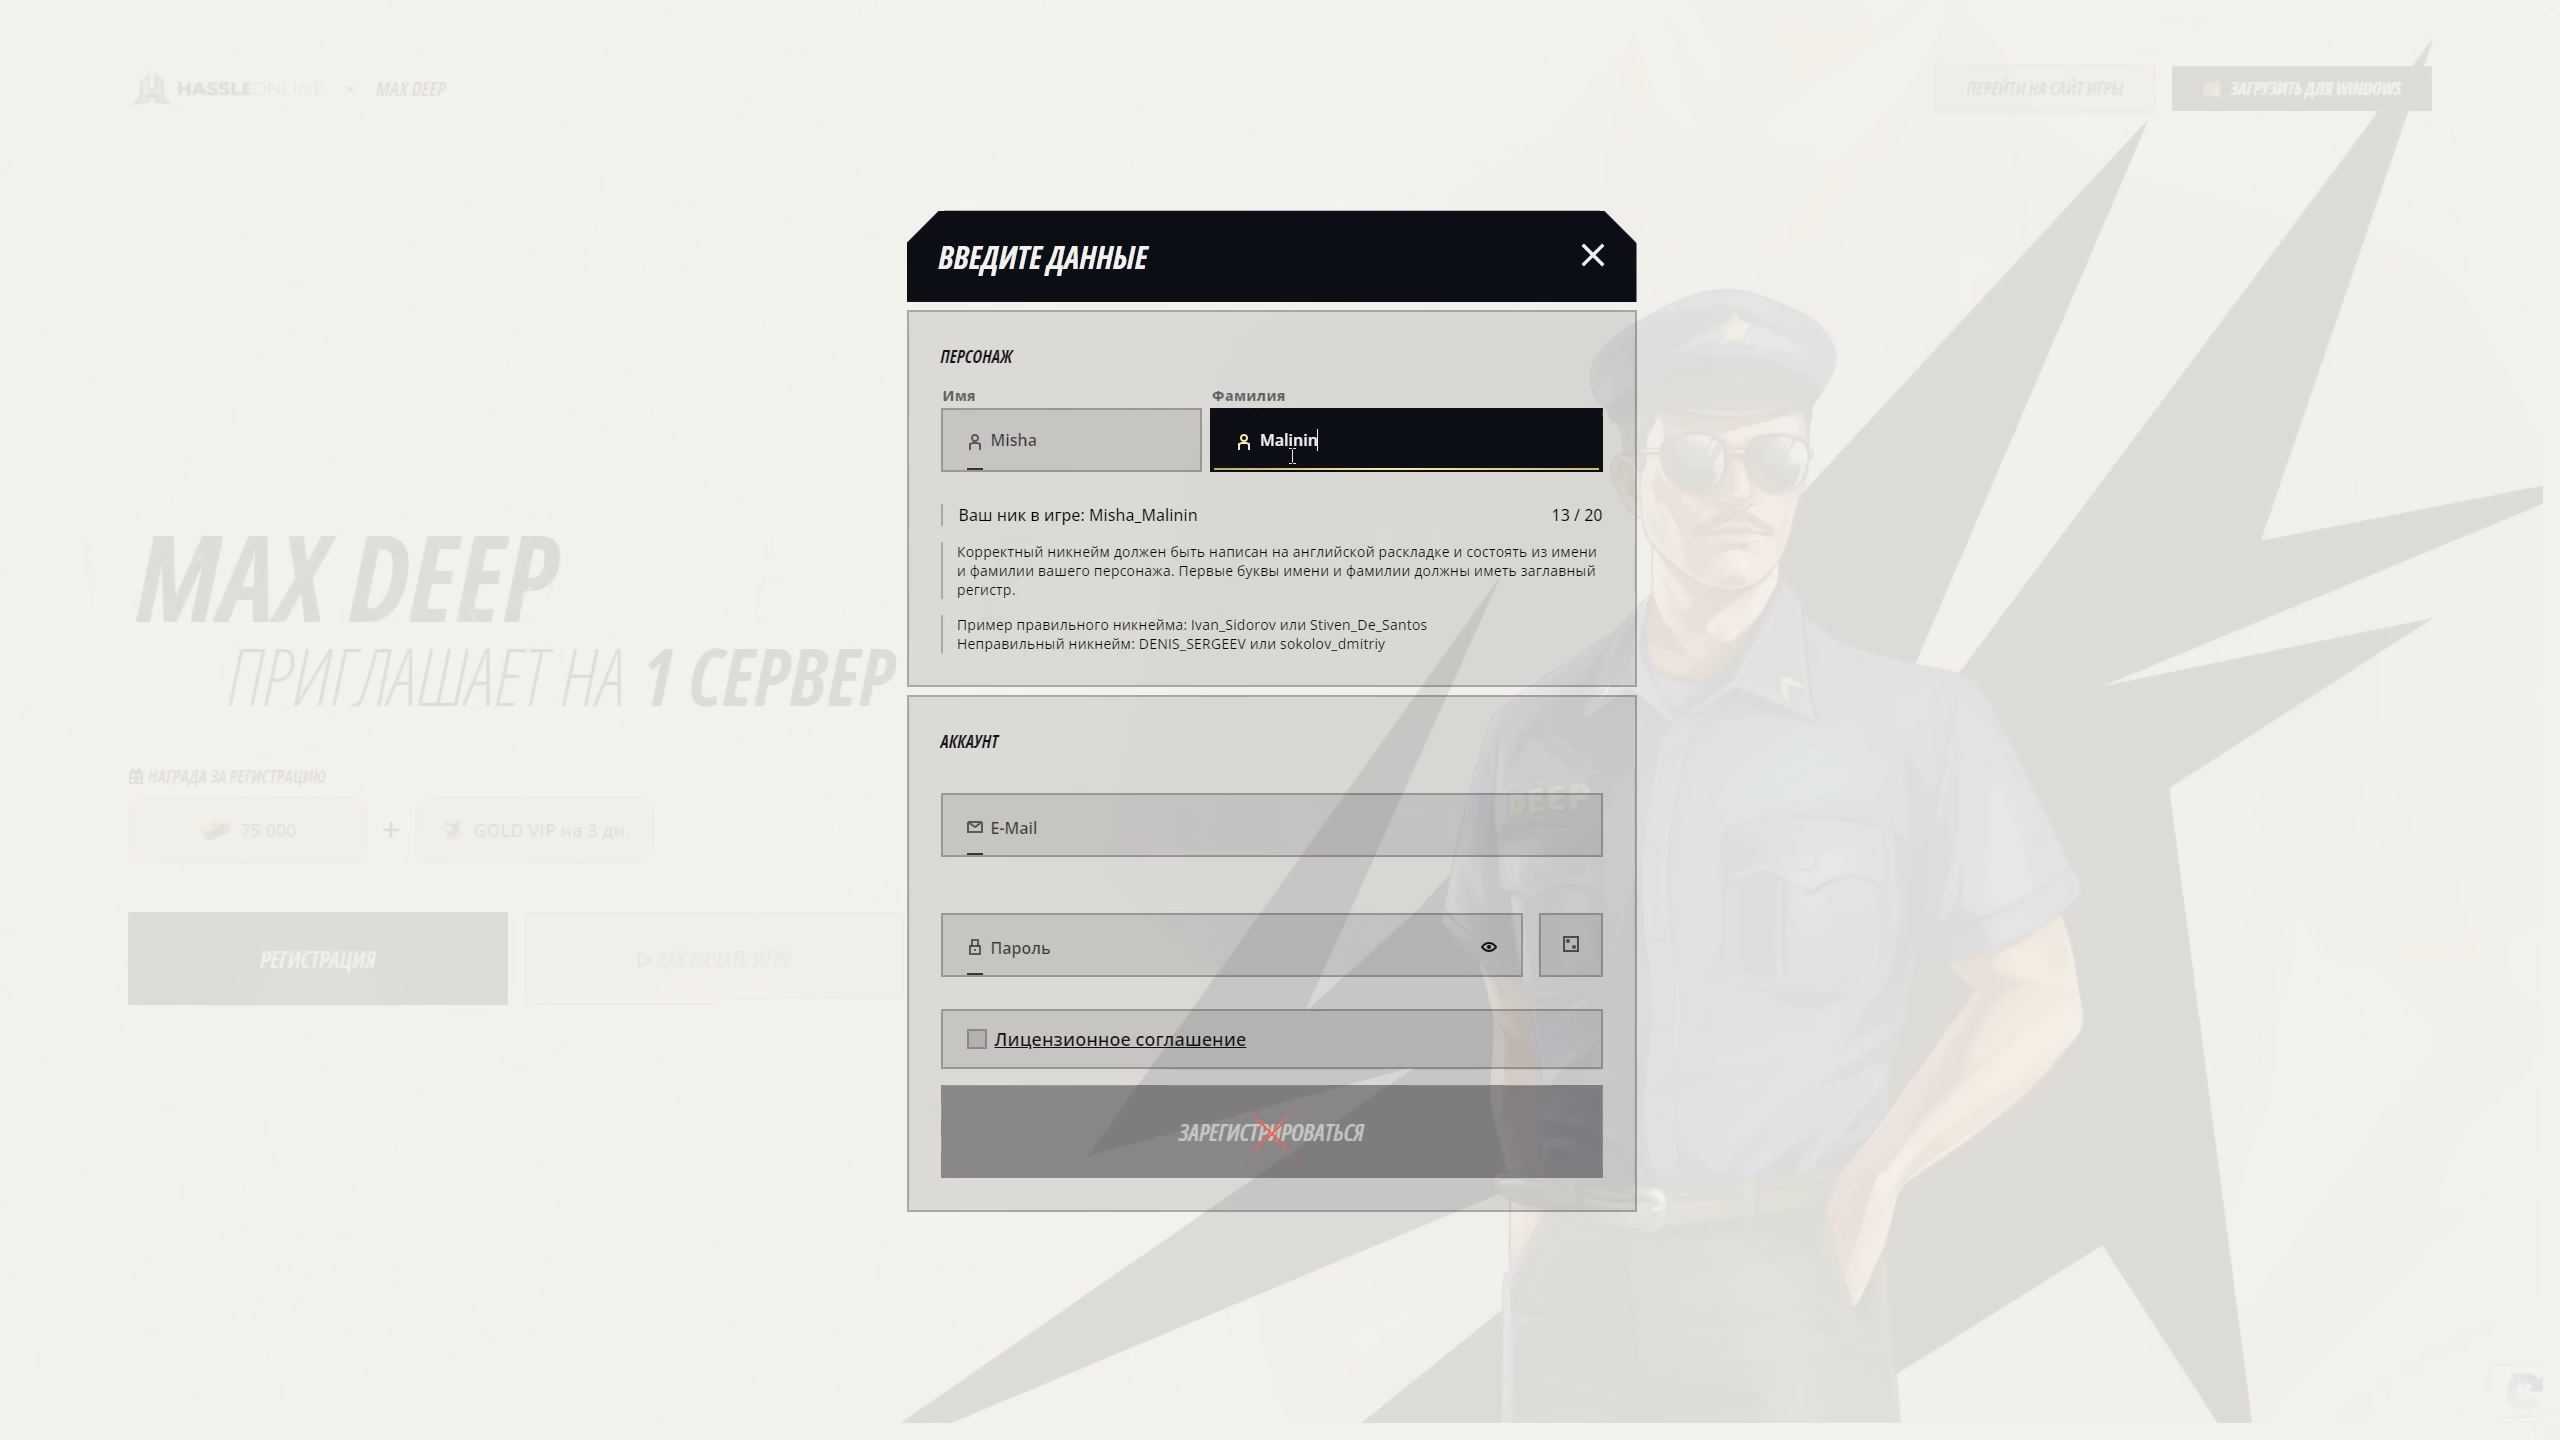 HASSLEONLINE × MAX DEEP
ПЕРЕЙТИ НА САЙТ ИГРЫ
ЗАГРУЗИТЬ ДЛЯ WINDOWS
ВВЕДИТЕ ДАННЫЕ
ПЕРСОНАЖ
Имя
Фамилия
Misha
Malinin
Ваш ник в игре: Misha_Malinin
13 / 20
Корректный никнейм должен быть написан на английской раскладке и состоять из имени
и фамилии вашего персонажа. Первые буквы имени и фамилии должны иметь заглавный
регистр.
Пример правильного никнейма: Ivan_Sidorov или Stiven_De_Santos
Неправильный никнейм: DENIS_SERGEEV или sokolov_dmitriy
MAX DEEP
ПРИГЛАШАЕТ НА 1 СЕРВЕР
НАГРАДА ЗА РЕГИСТРАЦИЮ
75 000 + GOLD VIP на 3 дн.
РЕГИСТРАЦИЯ
КАК НАЧАТЬ ИГРУ
АККАУНТ
DEEP
E-Mail
Пароль
Лицензионное соглашение
ЗАРЕГИСТРИРОВАТЬСЯ